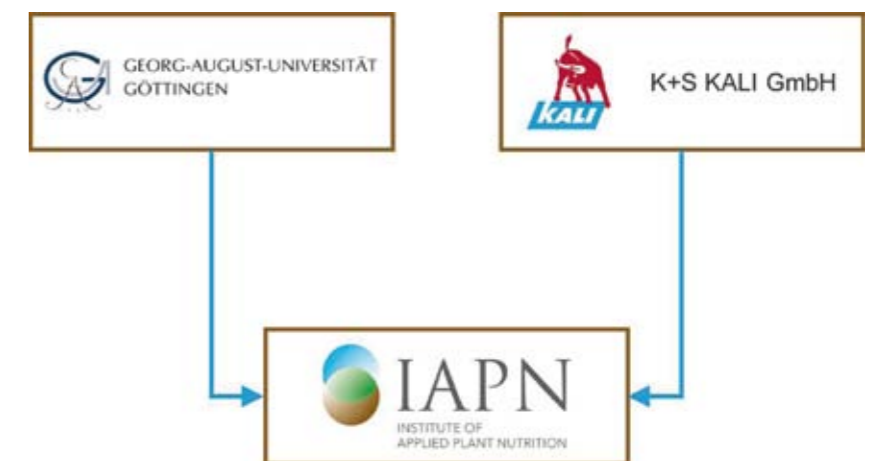 GEORG-AUGUST-UNIVERSITÄT
GÖTTINGEN
KALI
K+S KALI GmbH
IAPN
INSTITUTE OF
APPLIED PLANT NUTRITION